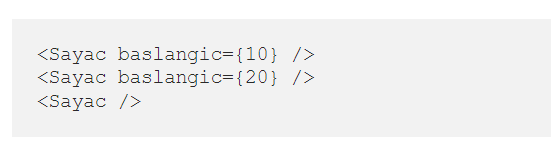 <Sayac baslangic={10} />
<Sayac baslangic={20} />
<Sayac />